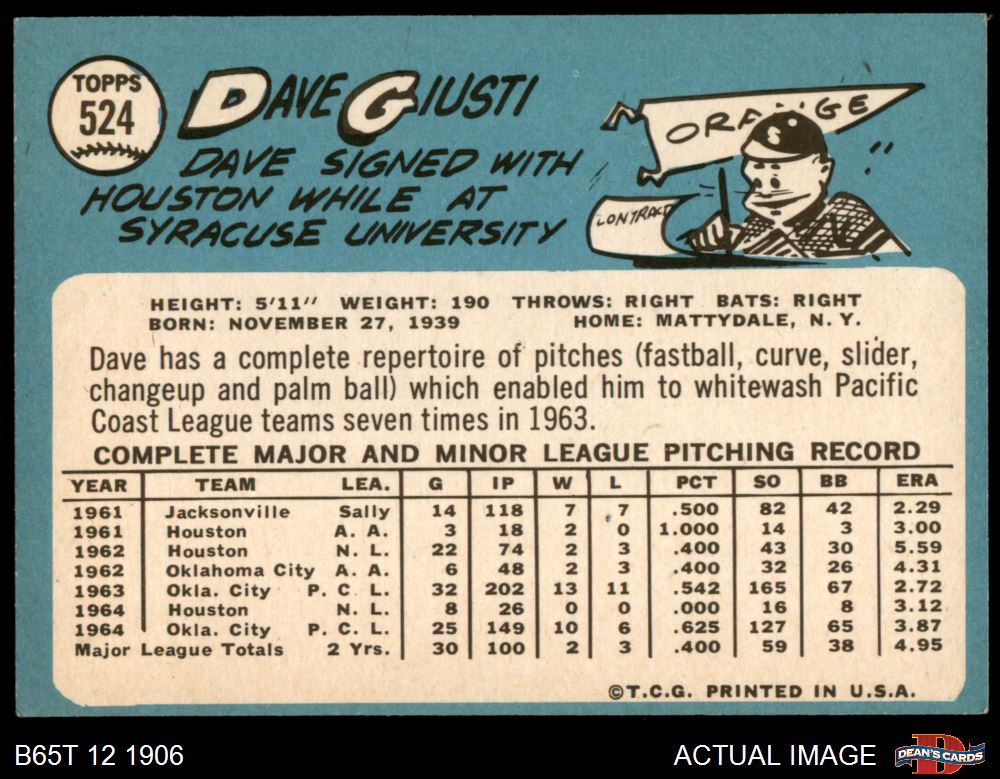 TOPPS
524
DAVE GIUSTI
DAVE SIGNED WITH
HOUSTON WHILE AT
SYRACUSE UNIVERSITY
ORANGE
S
CONTRACT
HEIGHT: 5'11" WEIGHT: 190 THROWS: RIGHT BATS: RIGHT
BORN: NOVEMBER 27, 1939 HOME: MATTYDALE, N. Y.
Dave has a complete repertoire of pitches (fastball, curve, slider,
changeup and palm ball) which enabled him to whitewash Pacific
Coast League teams seven times in 1963.
COMPLETE MAJOR AND MINOR LEAGUE PITCHING RECORD
YEAR TEAM LEA. G IP W L PCT SO BB ERA
1961 Jacksonville Sally 14 118 7 7 .500 82 42 2.29
1961 Houston A. A. 3 18 2 0 1.000 14 3 3.00
1962 Houston N. L. 22 74 2 3 .400 43 30 5.59
1962 Oklahoma City A. A. 6 48 2 3 .400 32 26 4.31
1963 Okla. City P. C. L. 32 202 13 11 .542 165 67 2.72
1964 Houston N. L. 8 26 0 0 .000 16 8 3.12
1964 Okla. City P. C. L. 25 149 10 6 .625 127 65 3.87
Major League Totals 2 Yrs. 30 100 2 3 .400 59 38 4.95
©T.C.G. PRINTED IN U.S.A.
B65T 12 1906 ACTUAL IMAGE DEAN'S CARDS